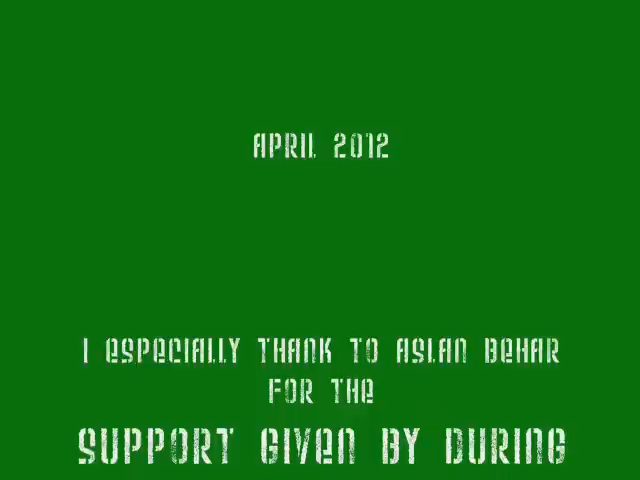 APRIL 2012
I ESPECIALLY THANK TO ASLAN BEHAR
FOR THE
SUPPORT GIVEN BY DURING